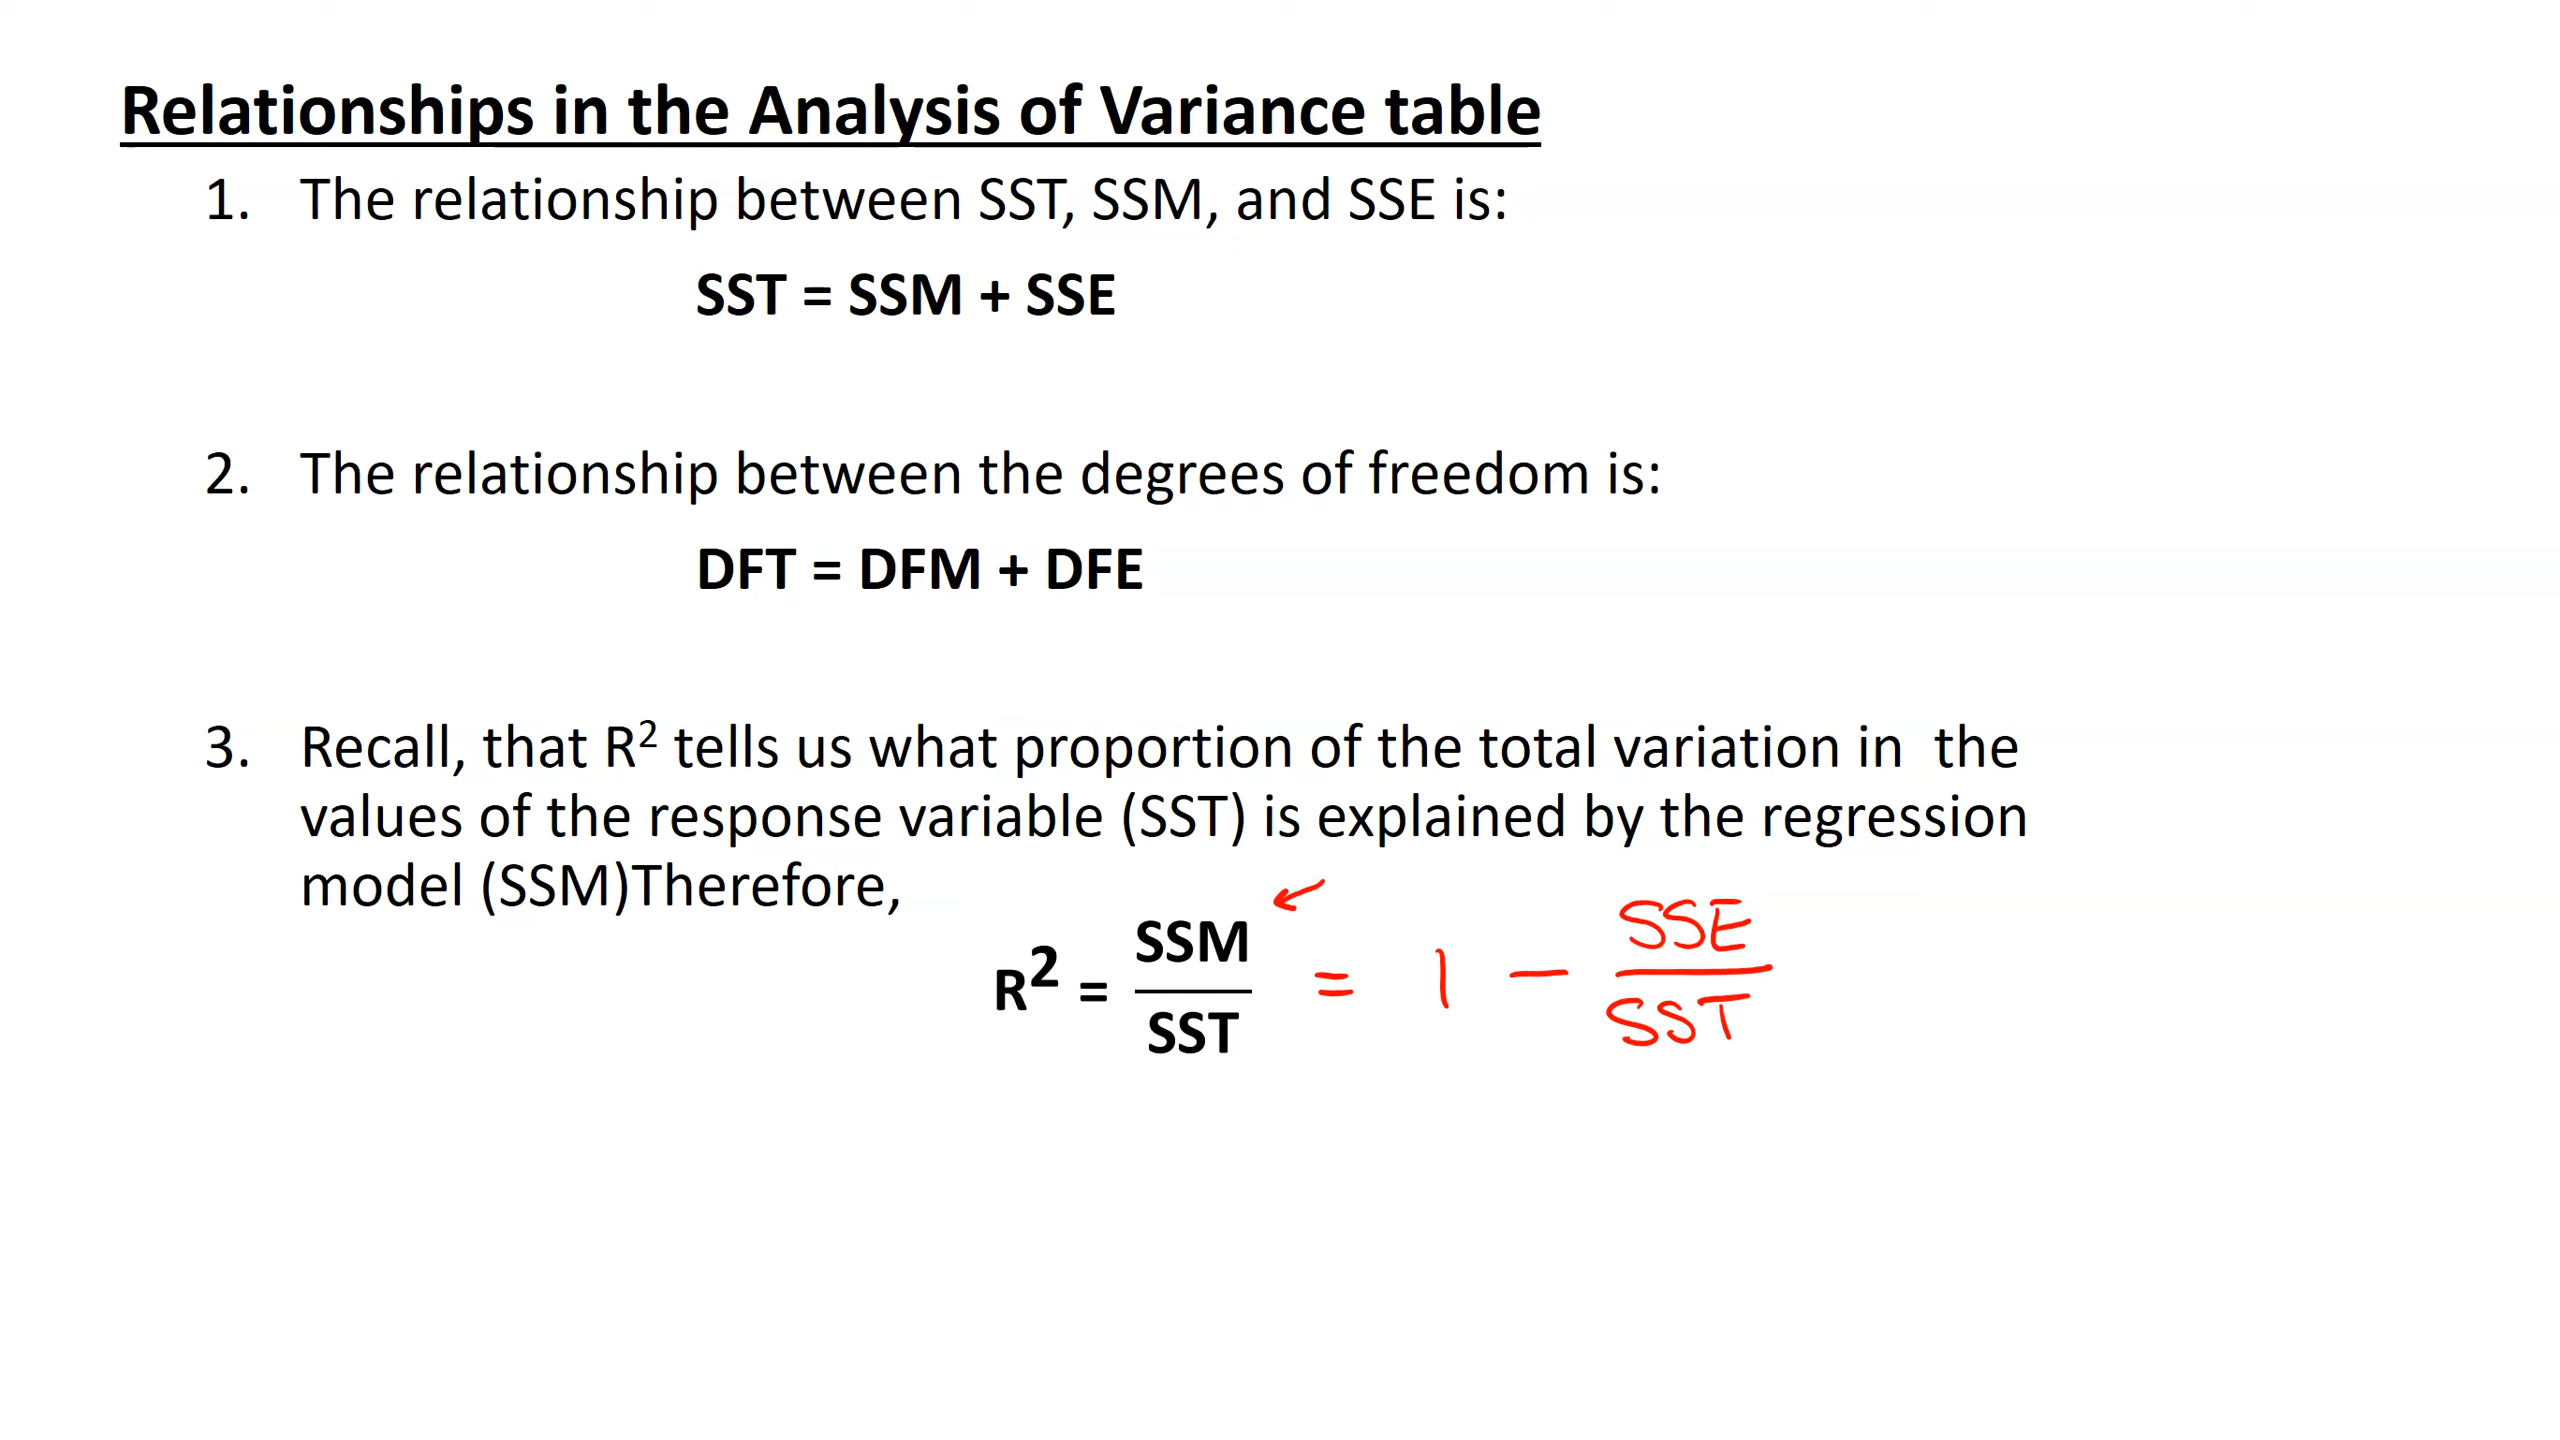 Relationships in the Analysis of Variance table
1. The relationship between SST, SSM, and SSE is:
SST = SSM + SSE
2. The relationship between the degrees of freedom is:
DFT = DFM + DFE
3. Recall, that R² tells us what proportion of the total variation in  the
values of the response variable (SST) is explained by the regression
model (SSM)Therefore,
R² = SSM/SST = 1 - SSE/SST